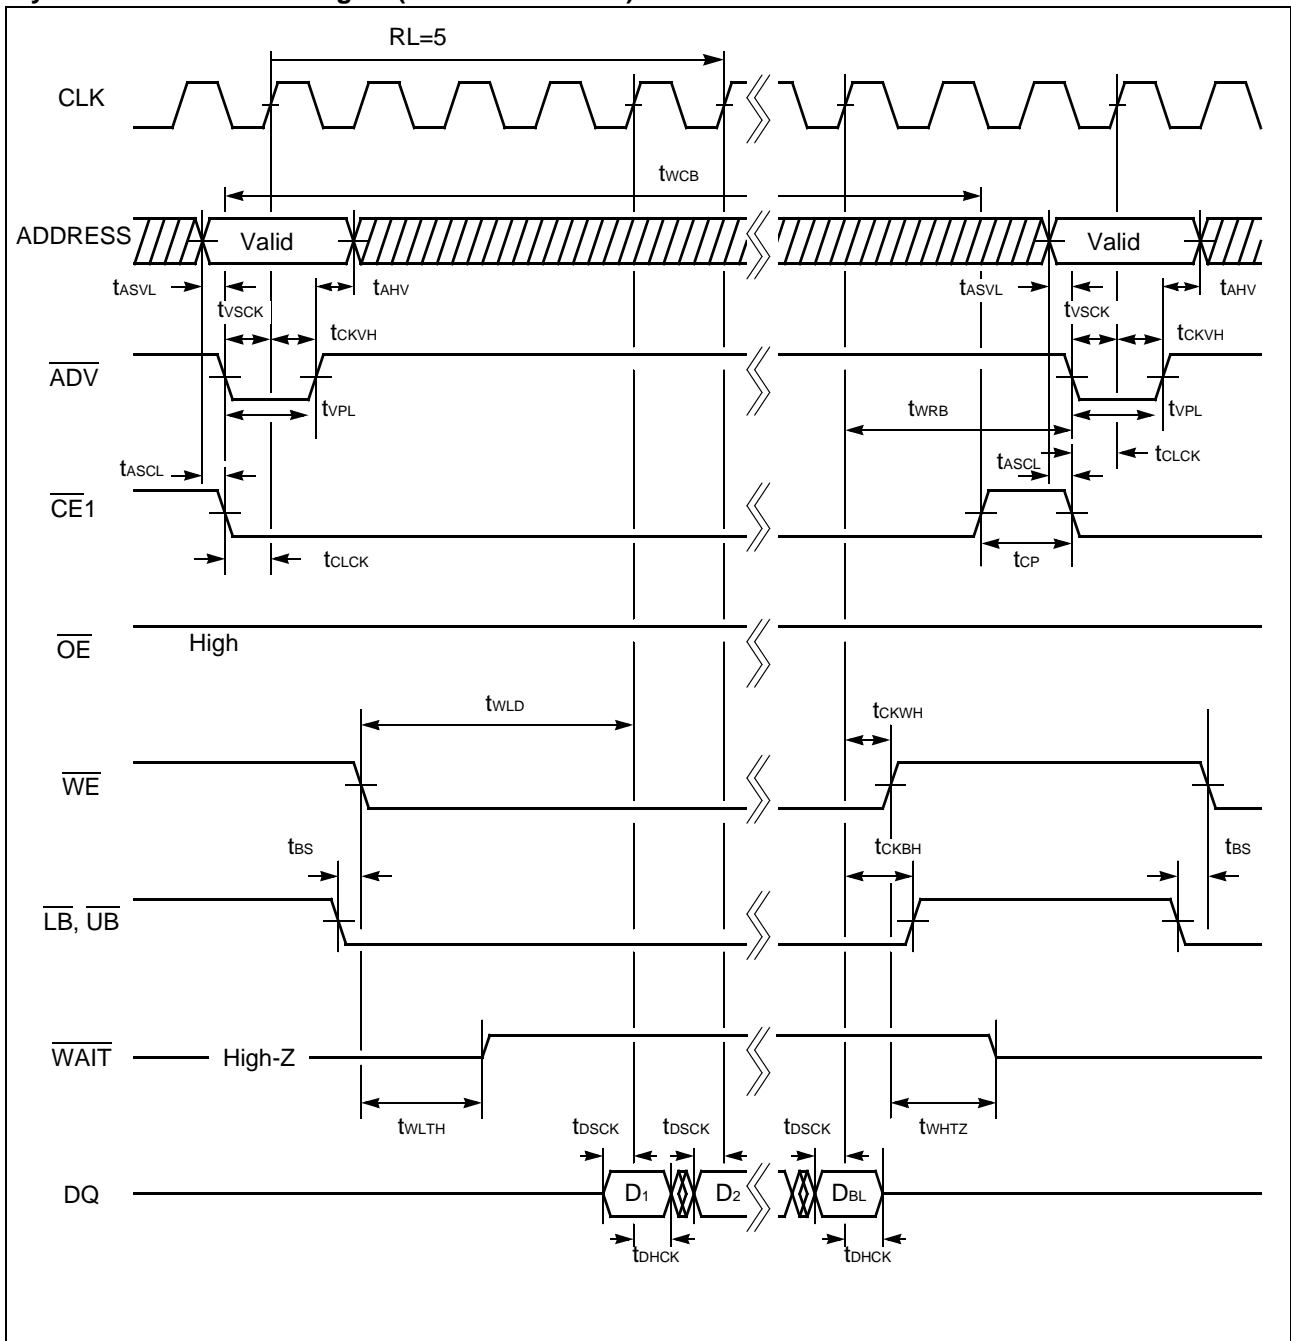 RL=5
CLK
tWCB
ADDRESS Valid Valid
tASVL tAHV tASVL tAHV
tVSCK tVSCK
tCKVH tCKVH
ADV
tVPL tWRB tVPL
tASCL tASCL tCLCK
CE1
tCLCK tCP
OE High
tWLD tCKWH
WE
tBS tCKBH tBS
LB, UB
WAIT High-Z
tWLTH tDSCK tDSCK tDSCK tWHTZ
DQ D1 D2 DBL
tDHCK tDHCK